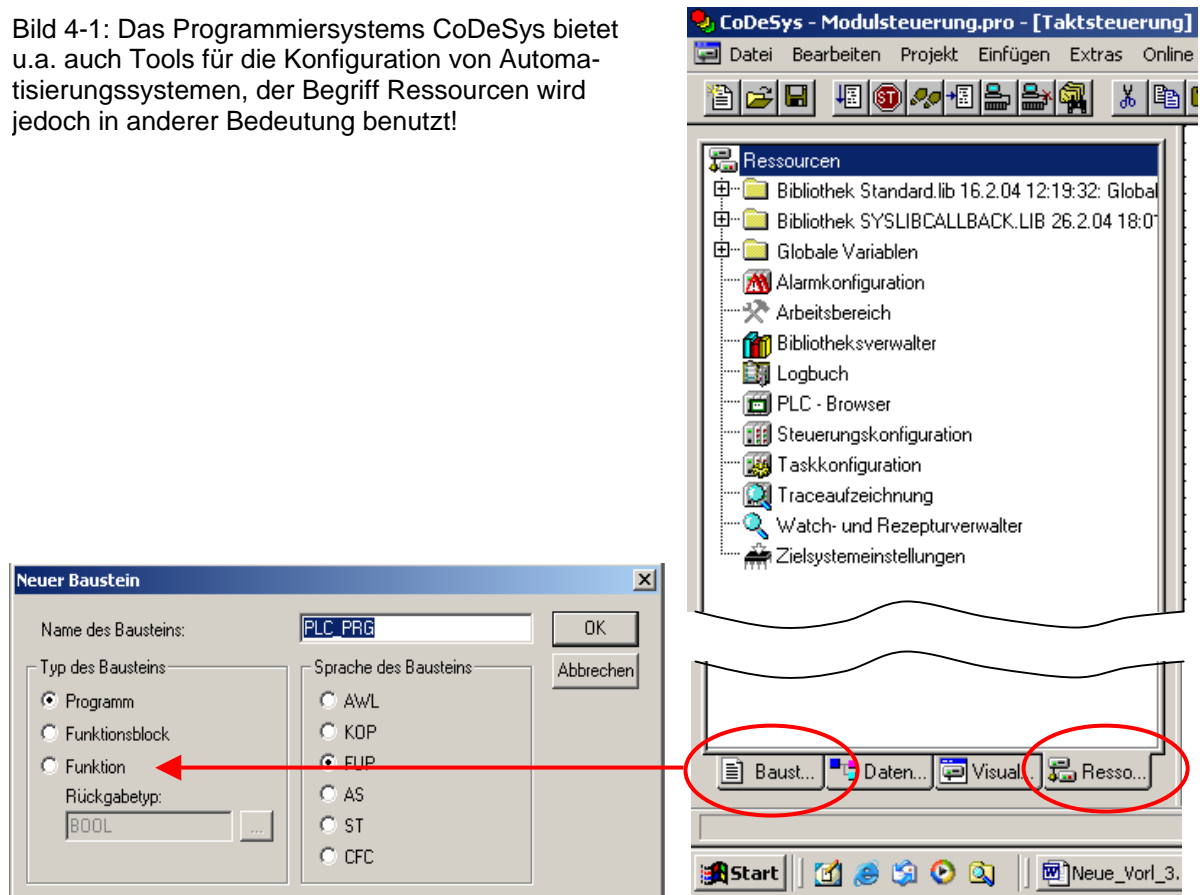 Bild 4-1: Das Programmiersystems CoDeSys bietet
u.a. auch Tools für die Konfiguration von Automa-
tisierungssystemen, der Begriff Ressourcen wird
jedoch in anderer Bedeutung benutzt!
CoDeSys - Modulsteuerung.pro - [Taktsteuerung]
Datei Bearbeiten Projekt Einfügen Extras Online
ST
Ressourcen
Bibliothek Standard.lib 16.2.04 12:19:32: Global
Bibliothek SYSLIBCALLBACK.LIB 26.2.04 18:0
Globale Variablen
Alarmkonfiguration
Arbeitsbereich
Bibliotheksverwalter
Logbuch
PLC - Browser
Steuerungskonfiguration
Taskkonfiguration
Traceaufzeichnung
Watch- und Rezepturverwalter
Zielsystemeinstellungen
Baust... Daten... Visual... Resso...
Start Neue_Vorl_3.
Neuer Baustein
Name des Bausteins: PLC_PRG OK
Abbrechen
Typ des Bausteins
Programm
Funktionsblock
Funktion
Rückgabetyp:
BOOL ...
Sprache des Bausteins
AWL
KOP
FUP
AS
ST
CFC